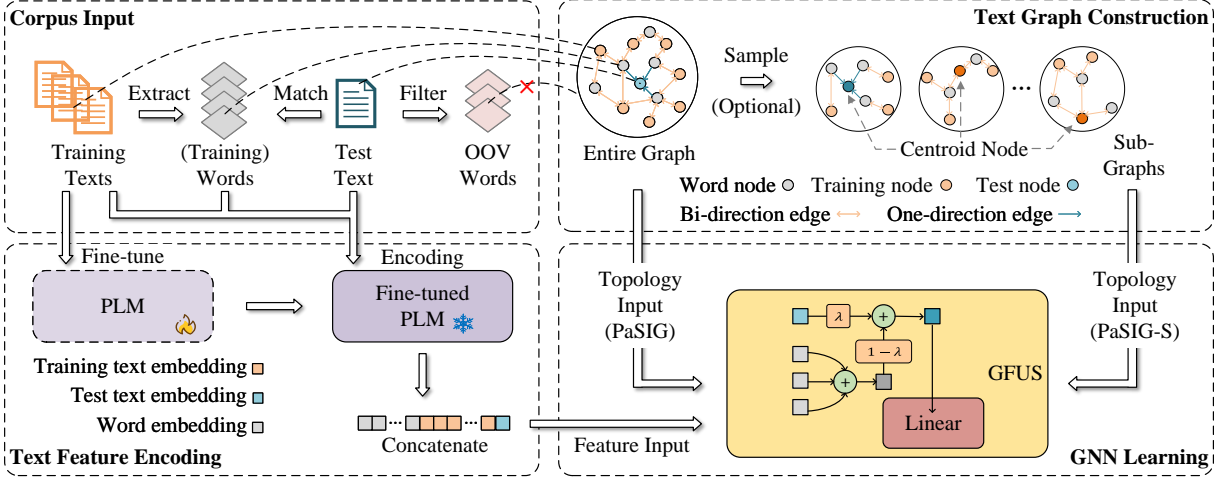 Corpus Input
Extract
Match
Filter
Training
Texts
(Training)
Words
Test
Text
OOV
Words
Text Graph Construction
Sample
(Optional)
...
Entire Graph
Centroid Node
Sub-
Graphs
Word node
Training node
Test node
Bi-direction edge
One-direction edge
Fine-tune
PLM
Encoding
Fine-tuned
PLM
Training text embedding
Test text embedding
Word embedding
... ...
Concatenate
Text Feature Encoding
Topology
Input
(PaSIG)
λ
+
1 − λ
+
GFUS
Linear
Topology
Input
(PaSIG-S)
Feature Input
GNN Learning